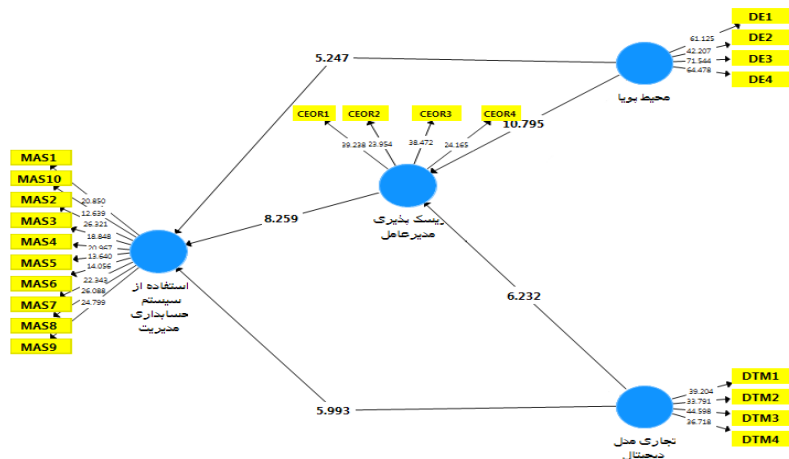 DE1
61.125
DE2
42.207
DE3
71.544
DE4
64.478
محیط پویا
5.247
CEOR1
CEOR2
CEOR3
CEOR4
39.238
23.954
38.472
24.165
10.795
ریسک پذیری
مدیرعامل
8.259
MAS1
MAS10
MAS2
MAS3
MAS4
MAS5
MAS6
MAS7
MAS8
MAS9
20.850
12.639
26.321
18.848
20.967
13.640
14.056
22.343
26.088
24.799
استفاده از
سیستم
حسابداری
مدیریت
6.232
5.993
DTM1
39.204
DTM2
33.791
DTM3
44.598
DTM4
36.718
تجاری مدل
دیجیتال